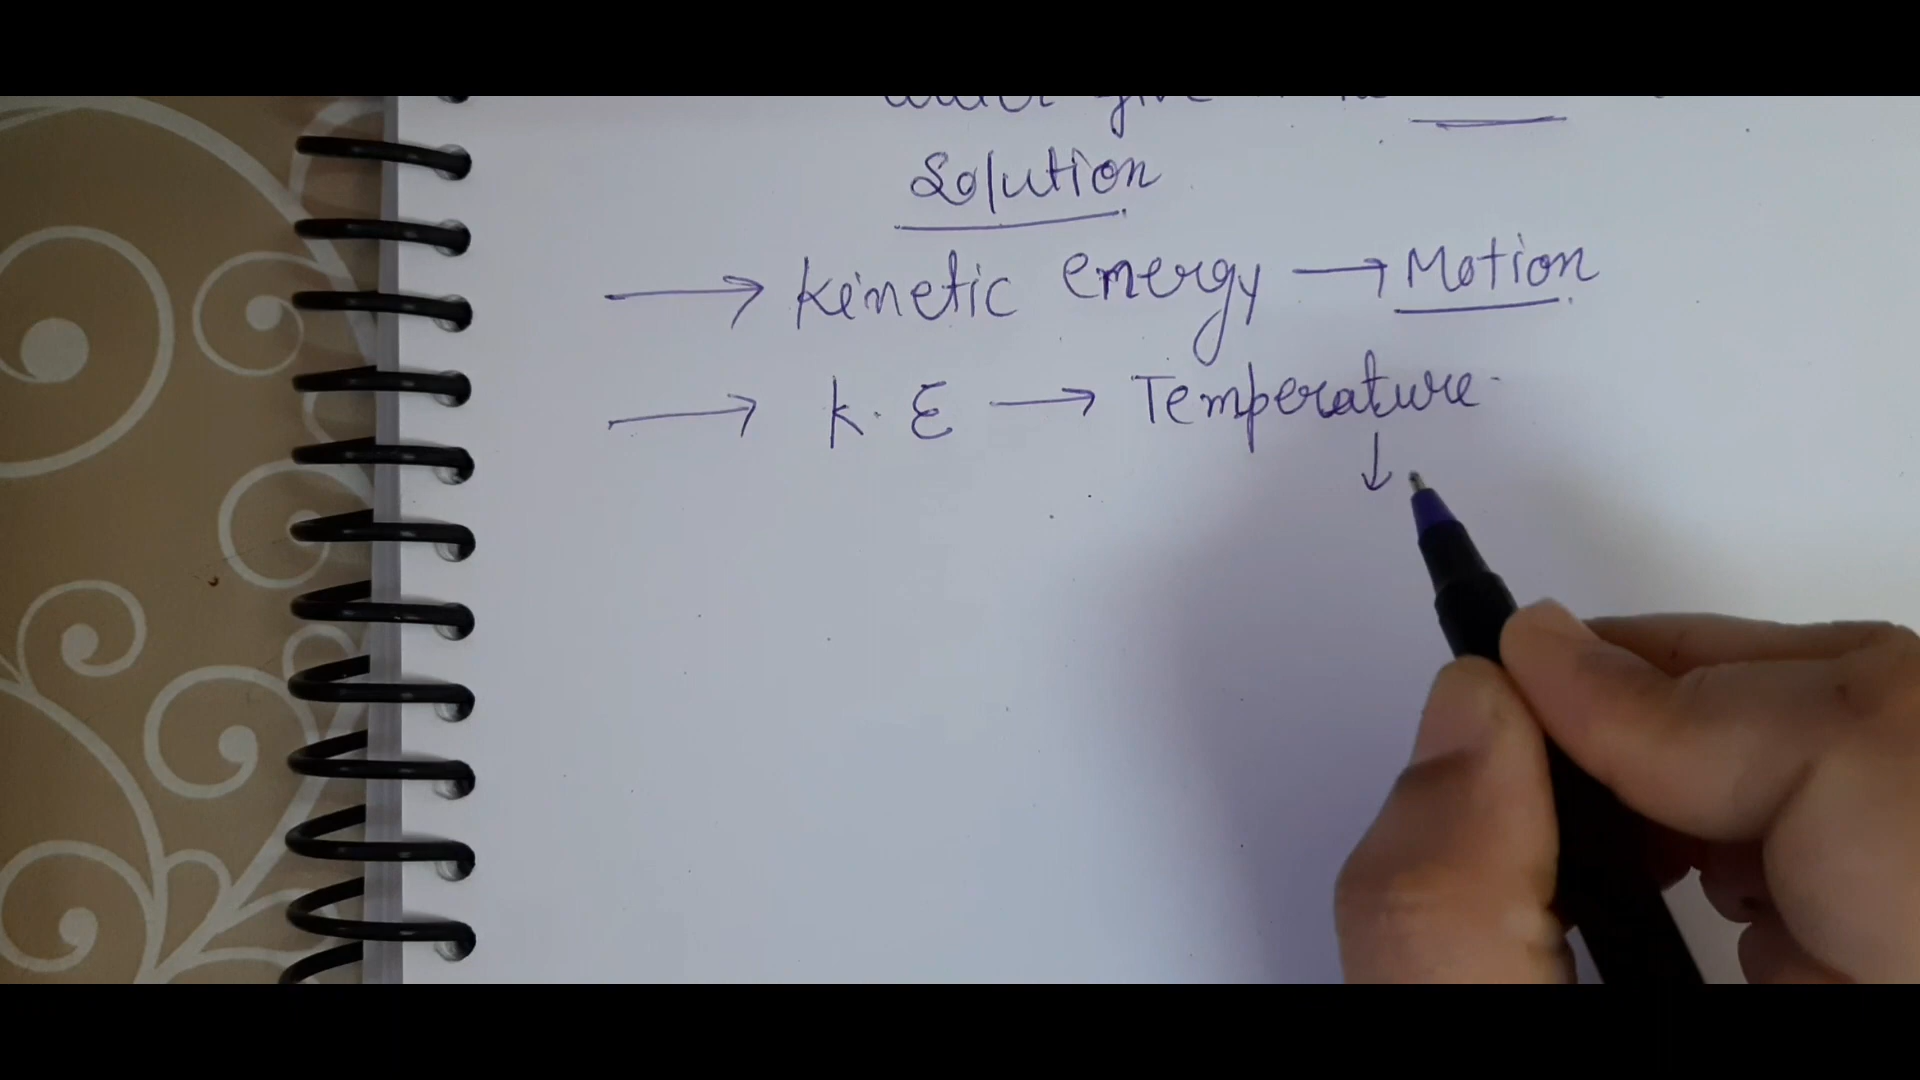 Solution
→ Kinetic energy → Motion
→ K.E → Temperature
↓